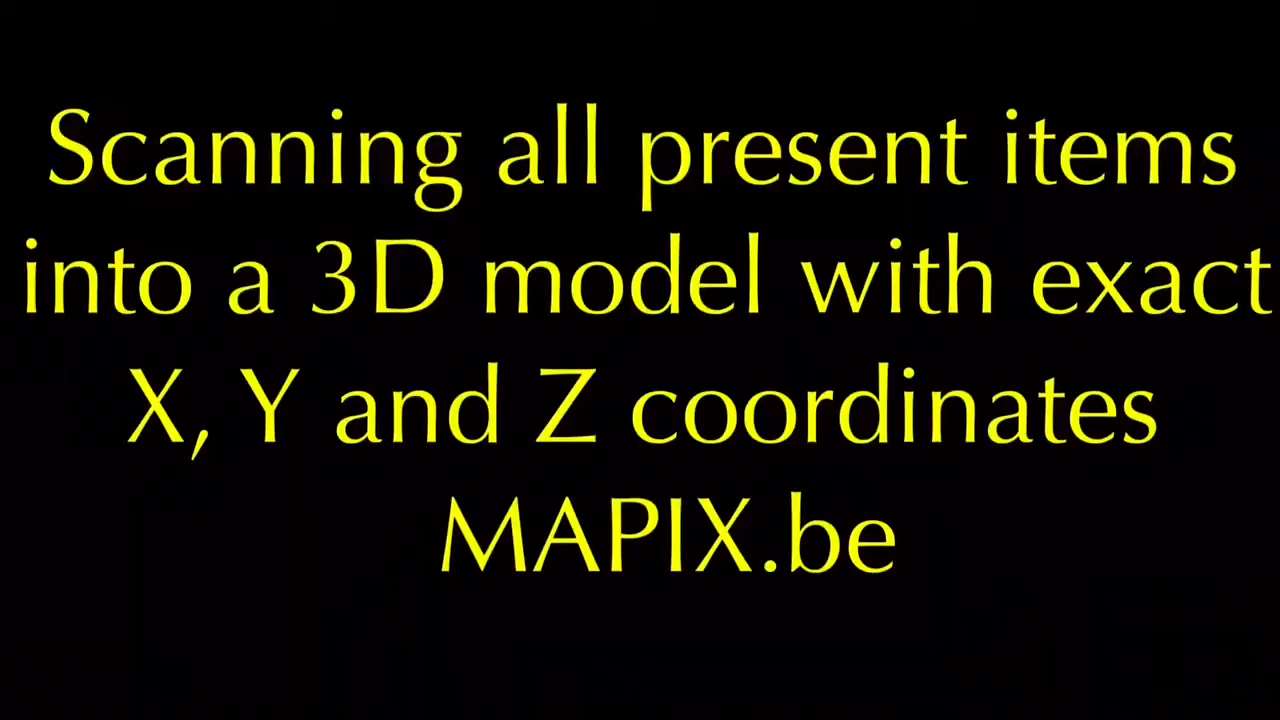 Scanning all present items
into a 3D model with exact
X, Y and Z coordinates
MAPIX.be